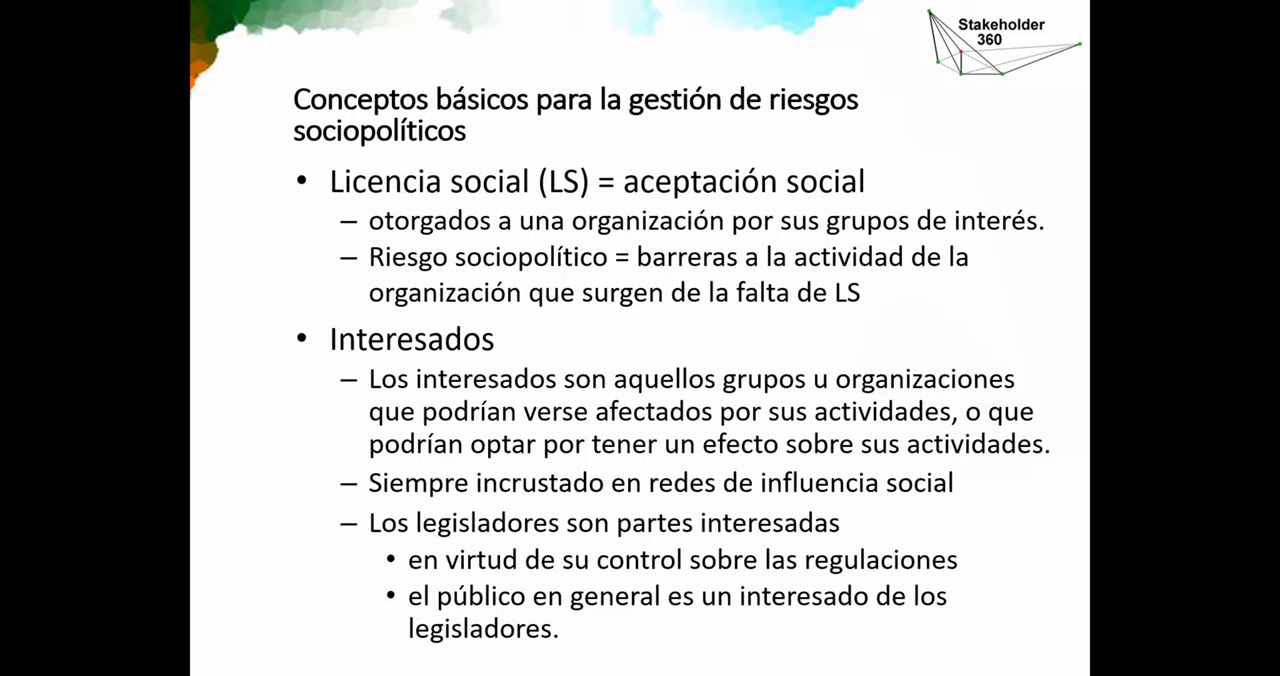 Stakeholder
360
Conceptos básicos para la gestión de riesgos
sociopolíticos
• Licencia social (LS) = aceptación social
– otorgados a una organización por sus grupos de interés.
– Riesgo sociopolítico = barreras a la actividad de la
organización que surgen de la falta de LS
• Interesados
– Los interesados son aquellos grupos u organizaciones
que podrían verse afectados por sus actividades, o que
podrían optar por tener un efecto sobre sus actividades.
– Siempre incrustado en redes de influencia social
– Los legisladores son partes interesadas
• en virtud de su control sobre las regulaciones
• el público en general es un interesado de los
legisladores.